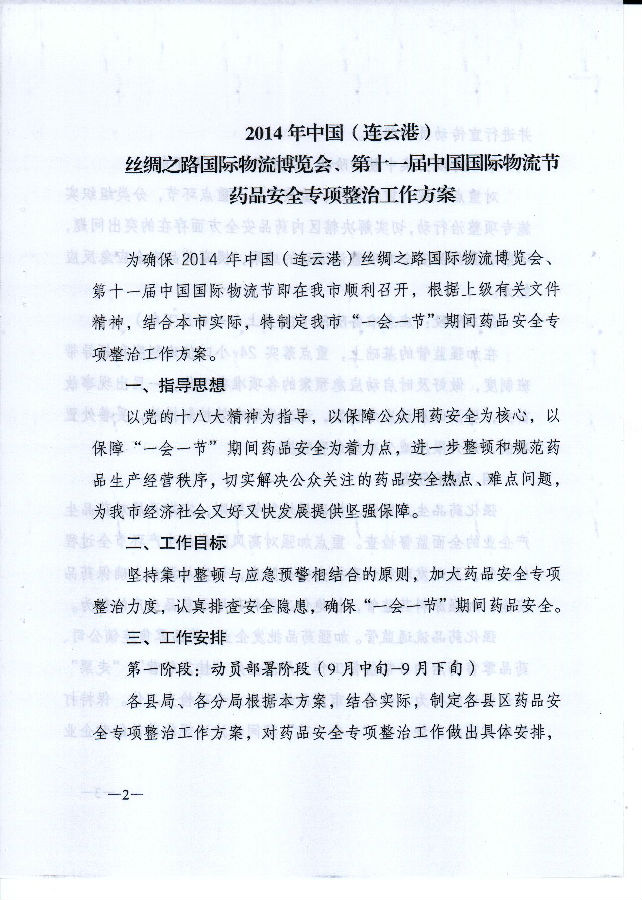 2014年中国（连云港）
丝绸之路国际物流博览会、第十一届中国国际物流节
药品安全专项整治工作方案
为确保2014年中国（连云港）丝绸之路国际物流博览会、
第十一届中国国际物流节即在我市顺利召开，根据上级有关文件
精神，结合本市实际，特制定我市“一会一节”期间药品安全专
项整治工作方案。
一、指导思想
以党的十八大精神为指导，以保障公众用药安全为核心，以
保障“一会一节”期间药品安全为着力点，进一步整顿和规范药
品生产经营秩序，切实解决公众关注的药品安全热点、难点问题，
为我市经济社会又好又快发展提供坚强保障。
二、工作目标
坚持集中整顿与应急预警相结合的原则，加大药品安全专项
整治力度，认真排查安全隐患，确保“一会一节”期间药品安全。
三、工作安排
第一阶段：动员部署阶段（9月中旬—9月下旬）
各县局、各分局根据本方案，结合实际，制定各县区药品安
全专项整治工作方案，对药品安全专项整治工作做出具体安排，
—2—